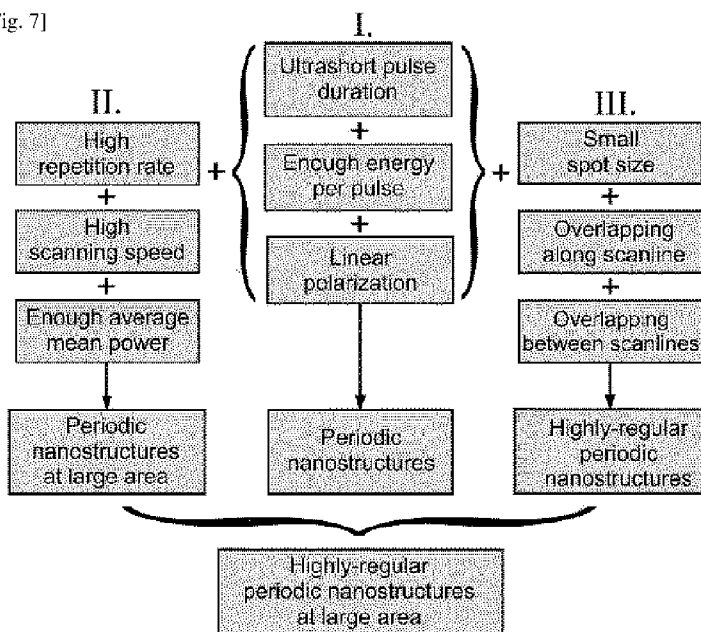 ig. 7]
I.
Ultrashort pulse
duration
+
Enough energy
per pulse
+
Linear
polarization
Periodic
nanostructures
II.
High
repetition rate
+
High
scanning speed
+
Enough average
mean power
Periodic
nanostructures
at large area
+
+
III.
Small
spot size
+
Overlapping
along scanline
+
Overlapping
between scanlines
Highly-regular
periodic
nanostructures
Highly-regular
periodic nanostructures
at large area